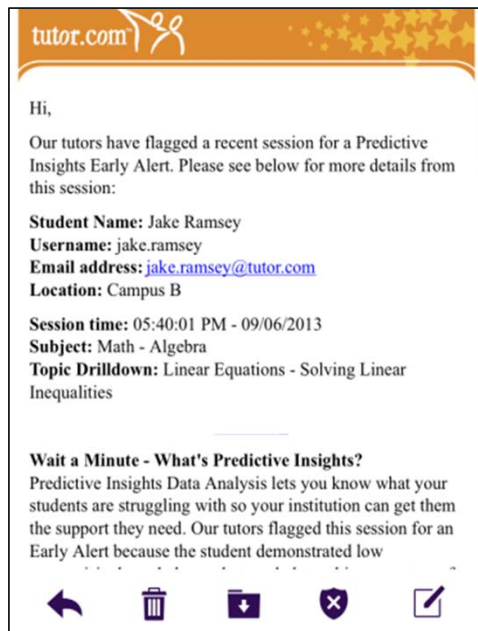 tutor.com
Hi,
Our tutors have flagged a recent session for a Predictive
Insights Early Alert. Please see below for more details from
this session:
Student Name: Jake Ramsey
Username: jake.ramsey
Email address: jake.ramsey@tutor.com
Location: Campus B
Session time: 05:40:01 PM - 09/06/2013
Subject: Math - Algebra
Topic Drilldown: Linear Equations - Solving Linear
Inequalities
Wait a Minute - What's Predictive Insights?
Predictive Insights Data Analysis lets you know what your
students are struggling with so your institution can get them
the support they need. Our tutors flagged this session for an
Early Alert because the student demonstrated low